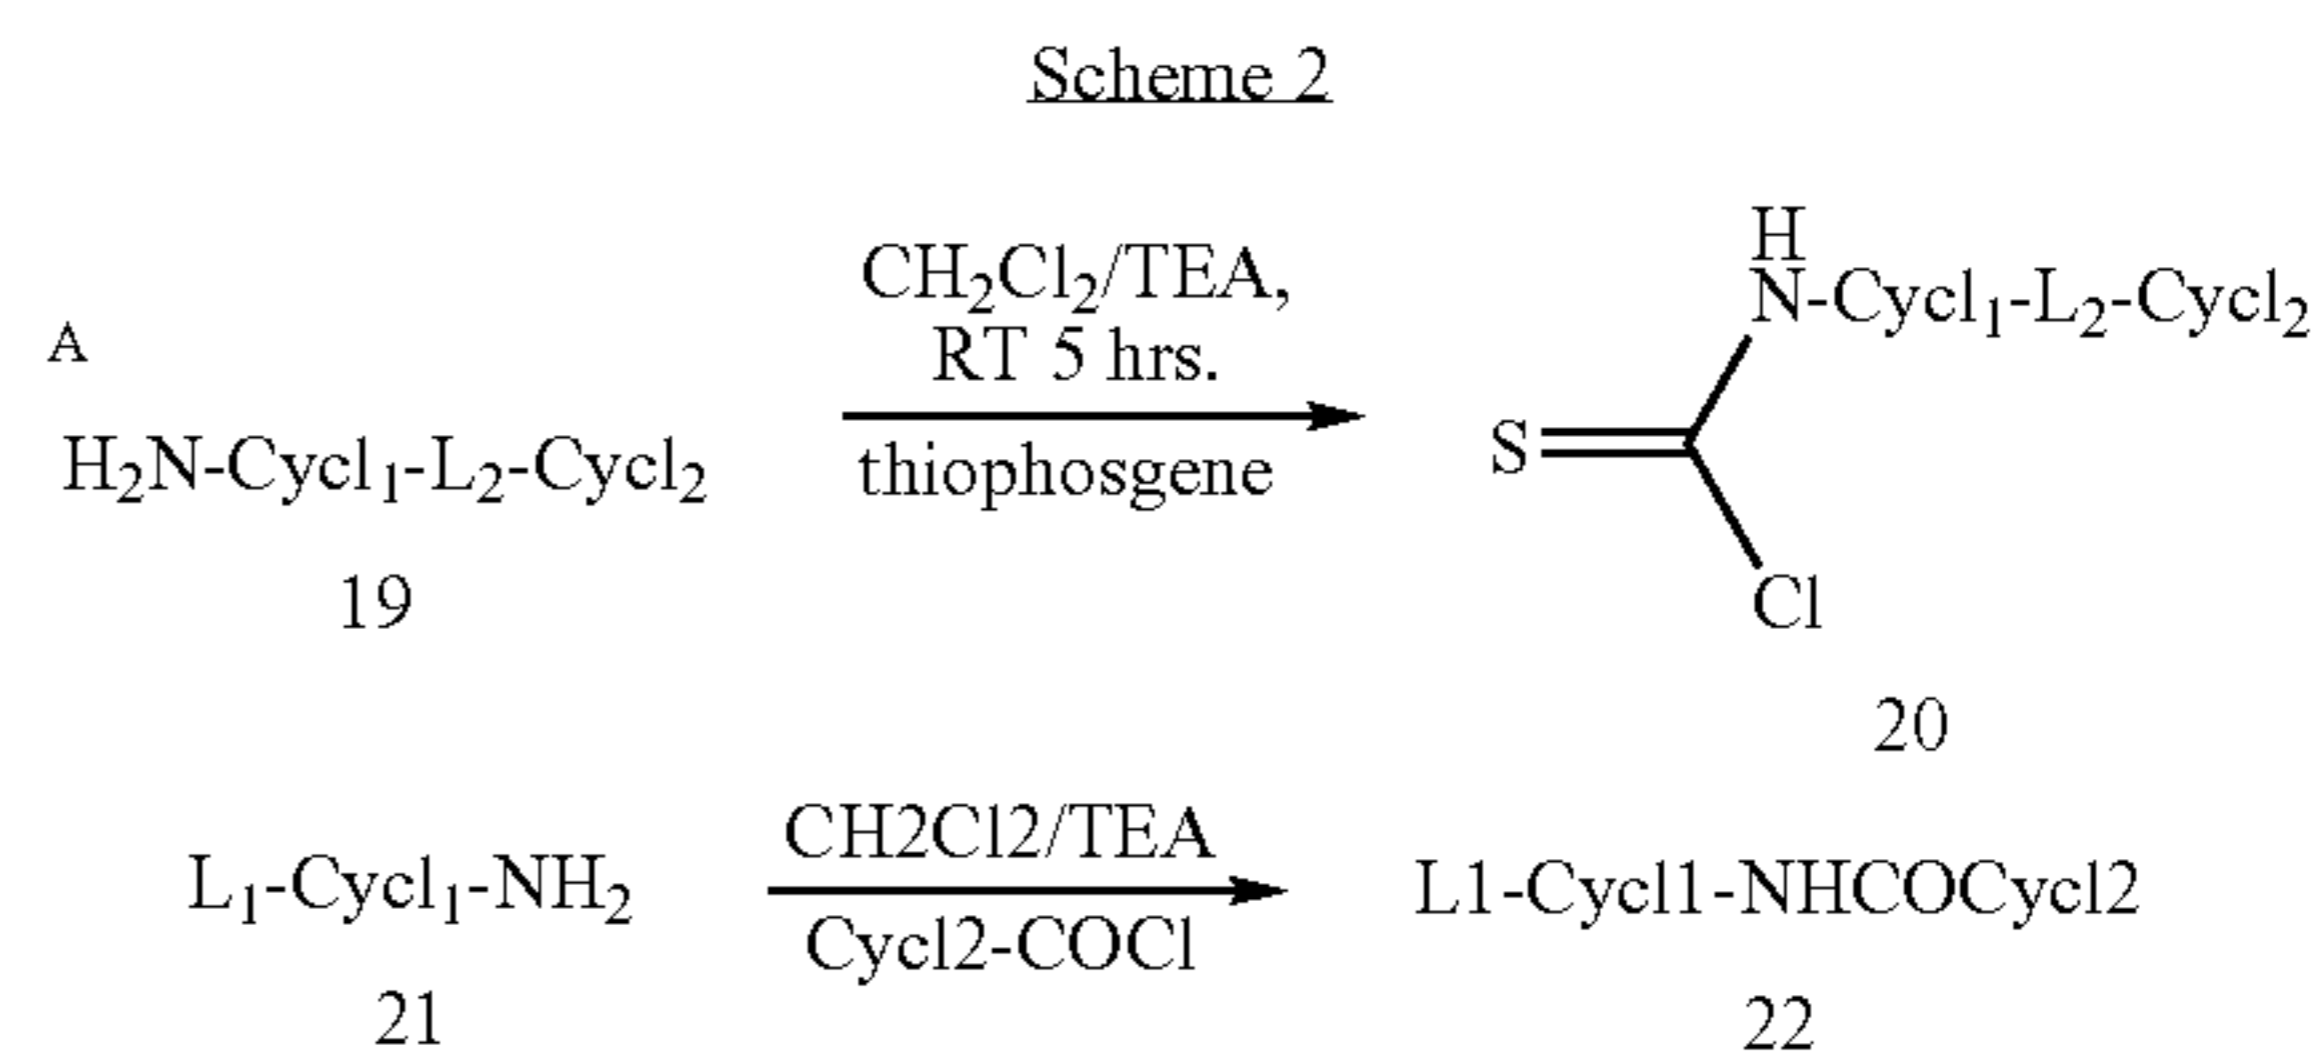 Scheme 2
A
H₂N-Cycl₁-L₂-Cycl₂
19
CH₂Cl₂/TEA,
RT 5 hrs.
thiophosgene
H
N-Cycl₁-L₂-Cycl₂
S
Cl
20
L₁-Cycl₁-NH₂
21
CH2Cl2/TEA
Cycl2-COCl
L1-Cycl1-NHCOCycl2
22